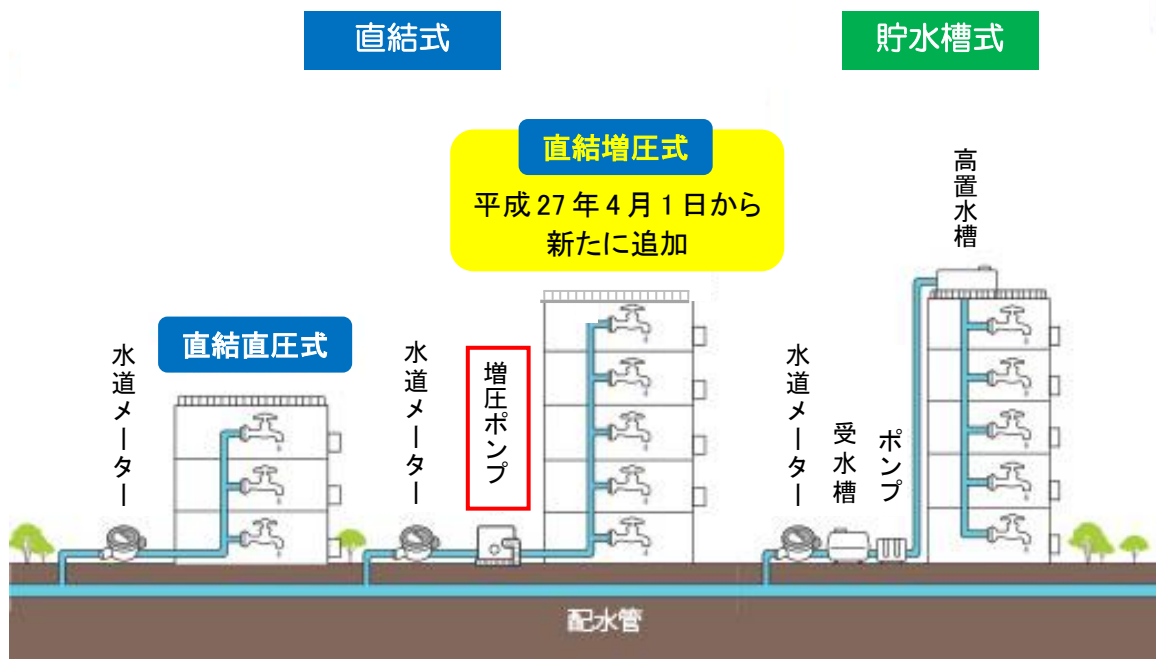 直結式
貯水槽式
直結増圧式
平成27年4月1日から
新たに追加
高置水槽
直結直圧式
水道メーター
水道メーター
増圧ポンプ
水道メーター
受水槽
ポンプ
配水管